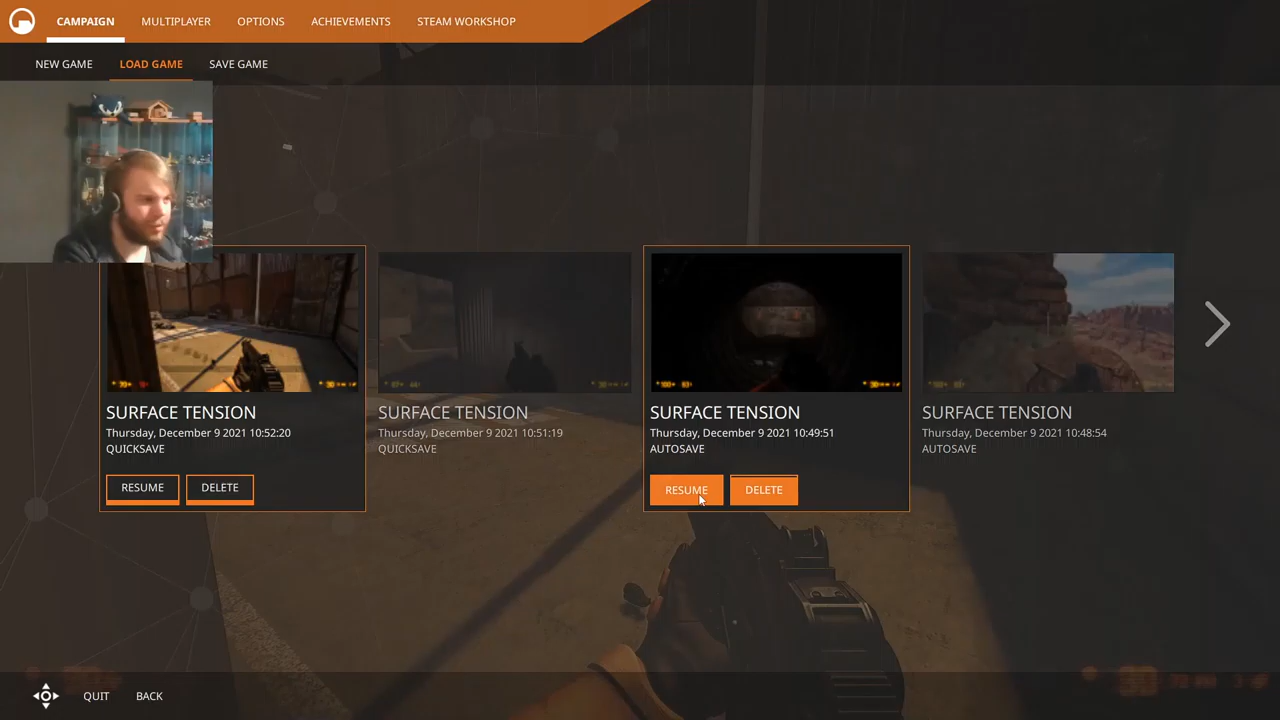 CAMPAIGN MULTIPLAYER OPTIONS ACHIEVEMENTS STEAM WORKSHOP
NEW GAME LOAD GAME SAVE GAME
SURFACE TENSION
Thursday, December 9 2021 10:52:20
QUICKSAVE
RESUME DELETE
SURFACE TENSION
Thursday, December 9 2021 10:51:19
QUICKSAVE
SURFACE TENSION
Thursday, December 9 2021 10:49:51
AUTOSAVE
RESUME DELETE
SURFACE TENSION
Thursday, December 9 2021 10:48:54
AUTOSAVE
QUIT BACK